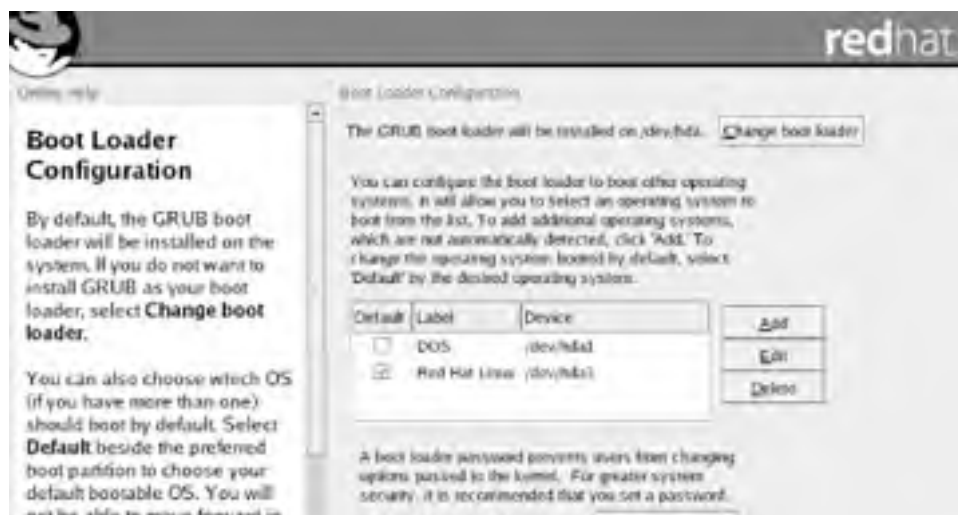 redhat
Online Help
Boot Loader
Configuration
By default, the GRUB boot
loader will be installed on the
system. If you do not want to
install GRUB as your boot
loader, select Change boot
loader.
You can also choose which OS
(if you have more than one)
should boot by default. Select
Default beside the preferred
boot partition to choose your
default bootable OS. You will
not be able to move forward in
Boot Loader Configuration
The GRUB boot loader will be installed on /dev/hda.
Change boot loader
You can configure the boot loader to boot other operating
systems. It will allow you to select an operating system to
boot from the list. To add additional operating systems,
which are not automatically detected, click 'Add.' To
change the operating system booted by default, select
'Default' by the desired operating system.
Default Label Device
DOS
Red Hat Linux
Add
Edit
Delete
A boot loader password prevents users from changing
options passed to the kernel. For greater system
security, it is recommended that you set a password.